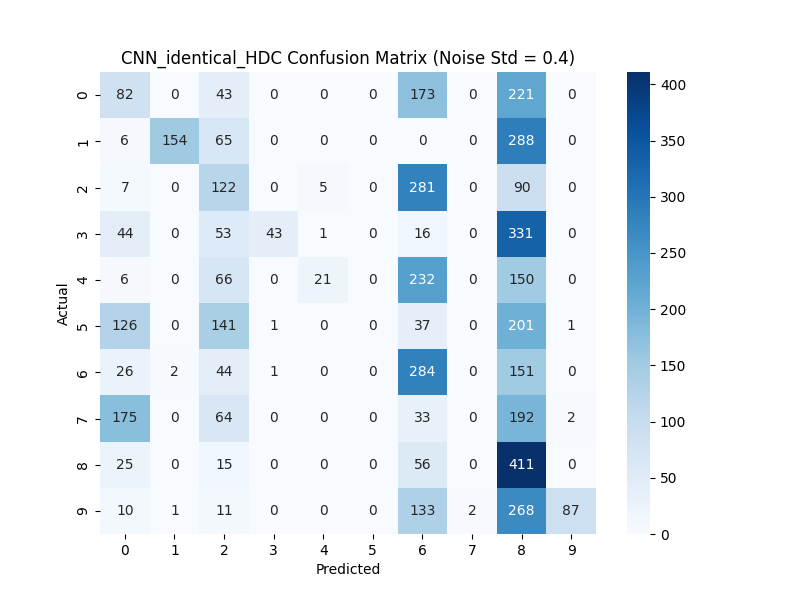 CNN_identical_HDC Confusion Matrix (Noise Std = 0.4)
0 82 0 43 0 0 0 173 0 221 0
1 6 154 65 0 0 0 0 0 288 0
2 7 0 122 0 5 0 281 0 90 0
3 44 0 53 43 1 0 16 0 331 0
4 6 0 66 0 21 0 232 0 150 0
5 126 0 141 1 0 0 37 0 201 1
6 26 2 44 1 0 0 284 0 151 0
7 175 0 64 0 0 0 33 0 192 2
8 25 0 15 0 0 0 56 0 411 0
9 10 1 11 0 0 0 133 2 268 87
0 1 2 3 4 5 6 7 8 9
Predicted
Actual
400
350
300
250
200
150
100
50
0